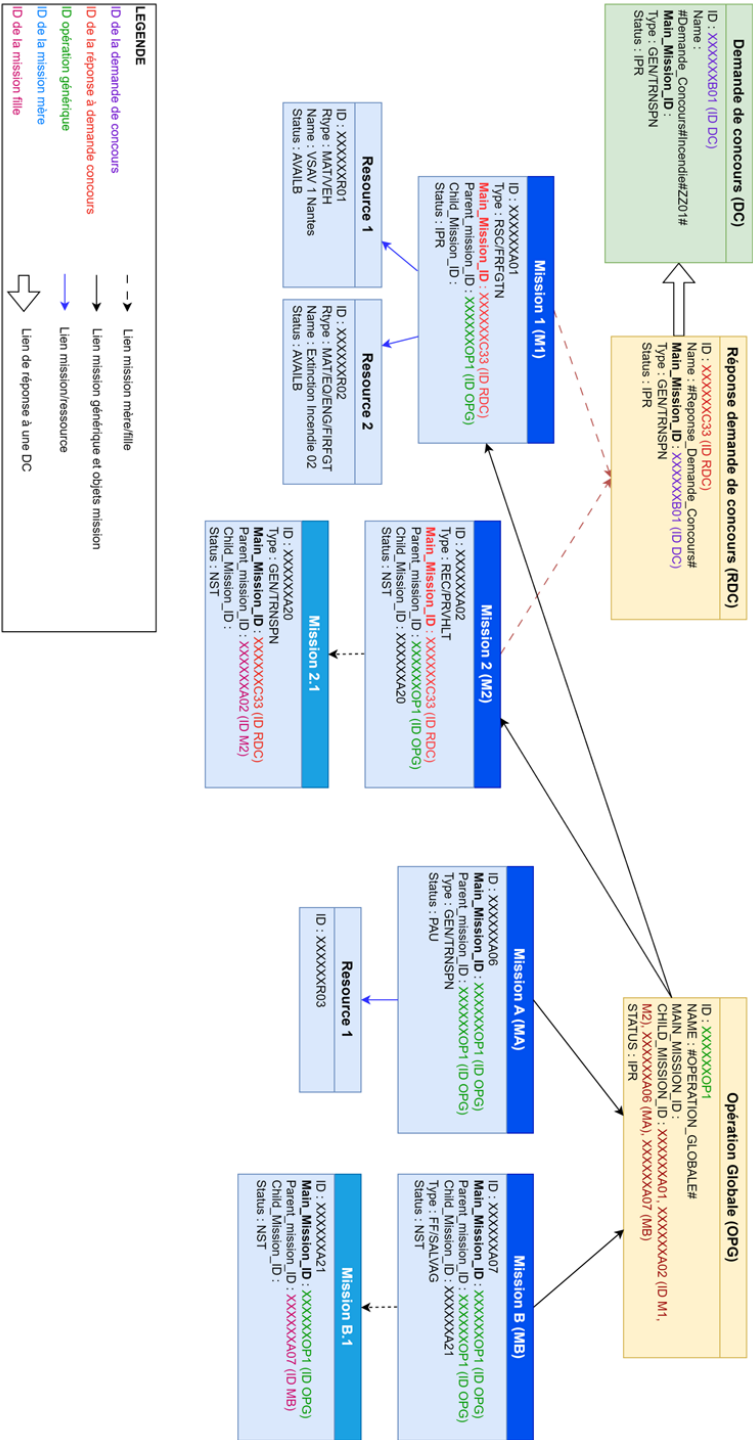 Demande de concours (DC)
ID : XXXXXXB01 (ID DC)
Name :
#Demande_Concours#Incendie#ZZ01#
Main_Mission_ID :
Type : GEN/TRNSPN
Status : IPR
Réponse demande de concours (RDC)
ID : XXXXXXC33 (ID RDC)
Name : #Reponse_Demande_Concours#
Main_Mission_ID : XXXXXXB01 (ID DC)
Type : GEN/TRNSPN
Status : IPR
Opération Globale (OPG)
ID : XXXXXXOP1
NAME : #OPERATION_GLOBALE#
MAIN_MISSION_ID :
CHILD_MISSION_ID : XXXXXXA01, XXXXXXA02 (ID M1,
M2), XXXXXXA06 (MA), XXXXXXA07 (MB)
STATUS : IPR
Mission 1 (M1)
ID : XXXXXXA01
Type : RSC/FRFGTN
Main_Mission_ID : XXXXXXC33 (ID RDC)
Parent_mission_ID : XXXXXXOP1 (ID OPG)
Child_Mission_ID :
Status : IPR
Mission 2 (M2)
ID : XXXXXXA02
Type : REC/PRVHLT
Main_Mission_ID : XXXXXXC33 (ID RDC)
Parent_mission_ID : XXXXXXOP1 (ID OPG)
Child_Mission_ID : XXXXXXA20
Status : NST
Mission A (MA)
ID : XXXXXXA06
Main_Mission_ID : XXXXXXOP1 (ID OPG)
Parent_mission_ID : XXXXXXOP1 (ID OPG)
Type : GEN/TRNSPN
Status : PAU
Mission B (MB)
ID : XXXXXXA07
Main_Mission_ID : XXXXXXOP1 (ID OPG)
Parent_mission_ID : XXXXXXOP1 (ID OPG)
Child_Mission_ID : XXXXXXA21
Type : FF/SALVAG
Status : NST
Resource 1
ID : XXXXXXR01
Rtype : MAT/VEH
Name : VSAV 1 Nantes
Status : AVAILB
Resource 2
ID : XXXXXXR02
Rtype : MAT/EQ/ENG/FIRFGT
Name : Extinction Incendie 02
Status : AVAILB
Mission 2.1
ID : XXXXXXA20
Type : GEN/TRNSPN
Main_Mission_ID : XXXXXXC33 (ID RDC)
Parent_mission_ID : XXXXXXA02 (ID M2)
Child_Mission_ID :
Status : NST
Resource 1
ID : XXXXXXR03
Mission B.1
ID : XXXXXXA21
Main_Mission_ID : XXXXXXOP1 (ID OPG)
Parent_mission_ID : XXXXXXA07 (ID MB)
Child_Mission_ID :
Status : NST
LEGENDE
ID de la demande de concours
ID de la réponse à demande concours
ID opération générique
ID de la mission mère
ID de la mission fille
Lien mission mère/fille
Lien mission générique et objets mission
Lien mission/ressource
Lien de réponse à une DC